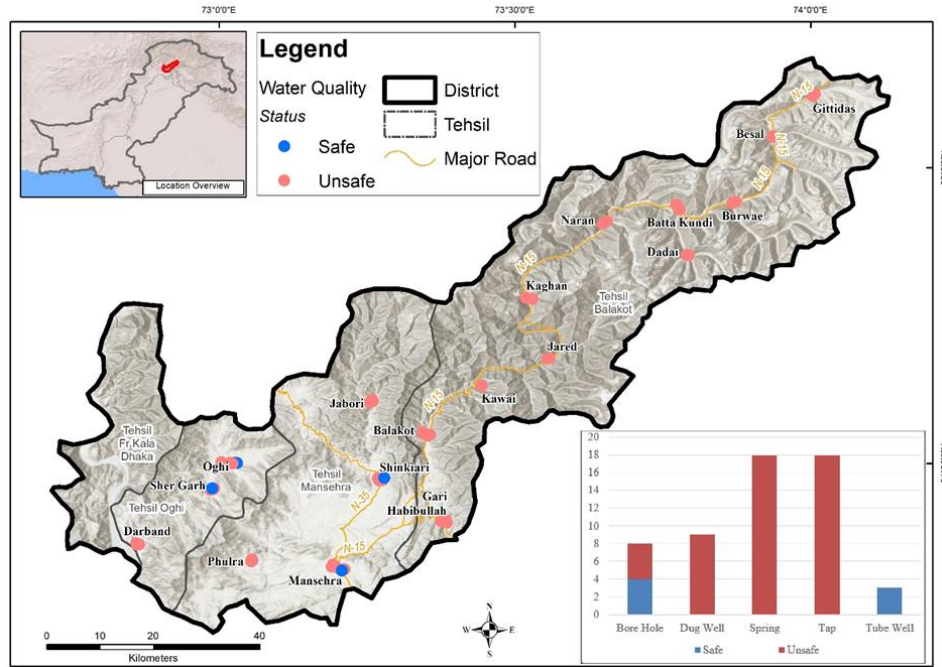 73°0'0"E
73°30'0"E
74°0'0"E
Location Overview
Legend
Water Quality
Status
Safe
Unsafe
District
Tehsil
Major Road
N-15
Gittidas
Besal
N-15
N-15
Naran
Batta Kundi
Burwae
Dadai
N-15
Kaghan
Tehsil
Balakot
Jared
Kawai
Jabori
N-15
Balakot
Tehsil
Fr Kala
Dhaka
Oghi
Tehsil
Mansehra
Shinkiari
Sher Garh
Tehsil Oghi
N-35
Gari
Habibullah
Darband
Phulra
N-15
Mansehra
0 10 20 40
Kilometers
N
W E
S
20
18
16
14
12
10
8
6
4
2
0
Bore Hole Dug Well Spring Tap Tube Well
Safe Unsafe